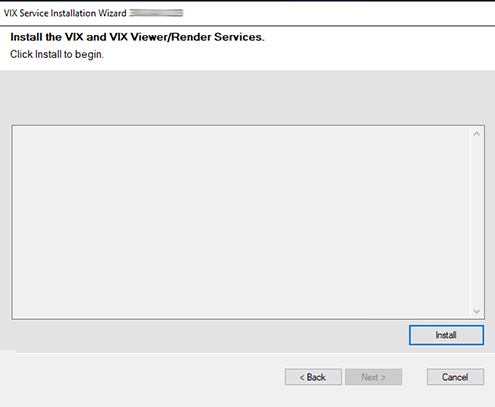 VIX Service Installation Wizard
Install the VIX and VIX Viewer/Render Services.
Click Install to begin.
Install
< Back
Next >
Cancel